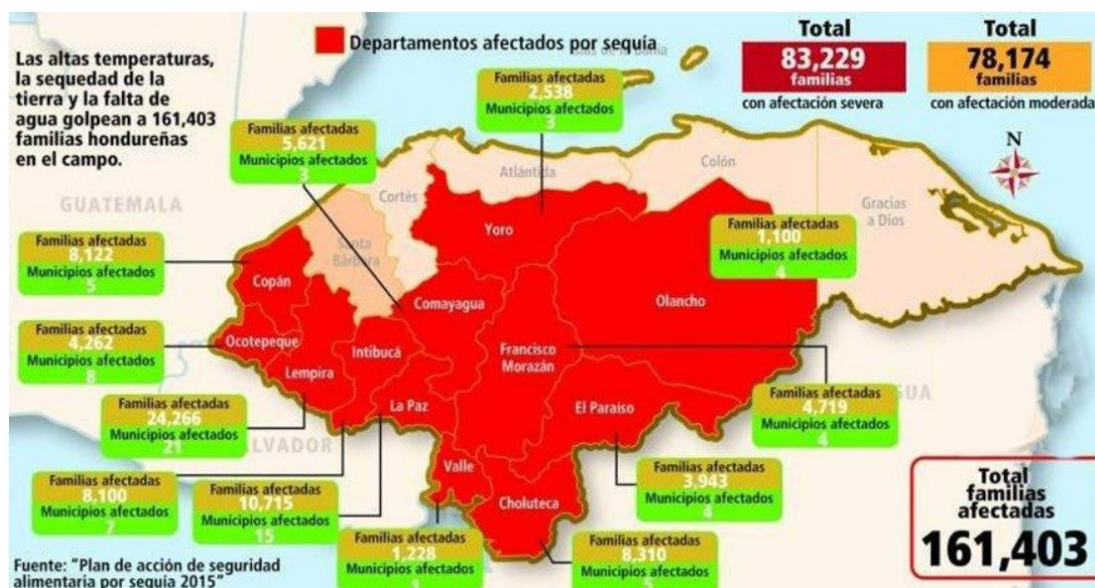 Las altas temperaturas,
la sequedad de la
tierra y la falta de
agua golpean a 161,403
familias hondureñas
en el campo.
Departamentos afectados por sequía
Total
83,229
familias
con afectación severa
Total
78,174
familias
con afectación moderada
N
Familias afectadas
2,538
Municipios afectados
3
Familias afectadas
5,621
Municipios afectados
3
Atlántida
Colón
Cortés
Gracias
a Dios
GUATEMALA
Yoro
Santa
Bárbara
Familias afectadas
1,100
Municipios afectados
4
Familias afectadas
8,122
Municipios afectados
5
Copán
Comayagua
Olancho
Familias afectadas
4,262
Municipios afectados
8
Ocotepeque
Intibucá
Francisco
Morazán
Lempira
La Paz
El Paraiso
Familias afectadas
24,266
Municipios afectados
21
Familias afectadas
4,719
Municipios afectados
4
Valle
Choluteca
Familias afectadas
8,100
Municipios afectados
7
Familias afectadas
10,715
Municipios afectados
15
Familias afectadas
3,943
Municipios afectados
4
Familias afectadas
1,228
Municipios afectados
1
Familias afectadas
8,310
Municipios afectados
Total
familias
afectadas
161,403
Fuente: "Plan de acción de seguridad
alimentaria por sequía 2015"